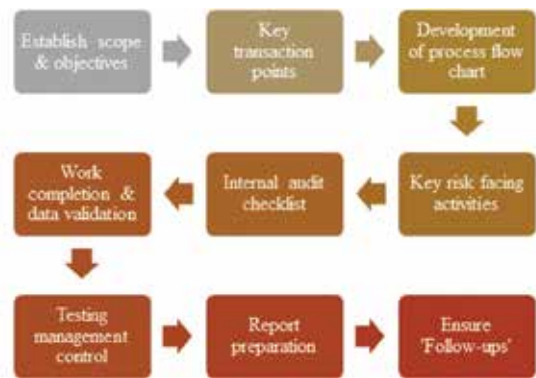 Establish scope
& objectives
Key
transaction
points
Development
of process flow
chart
Key risk facing
activities
Internal audit
checklist
Work
completion &
data validation
Testing
management
control
Report
preparation
Ensure
'Follow-ups'